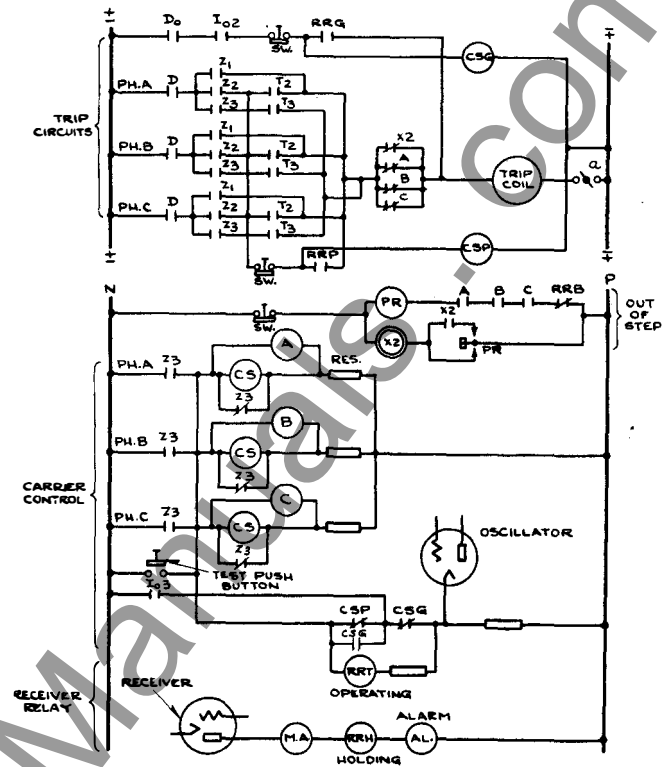 I+ I+
D₀ I₀2 SW. RRG CSG
TRIP CIRCUITS
PH.A D Z1 Z2 T2 Z3 T3
PH.B D Z1 Z2 T2 Z3 T3
PH.C D Z1 Z2 T2 Z3 T3
X2 A B C
TRIP COIL a
SW. RRP CSP
I+ I+
N P
SW. PR A B C RRB
X2 X2 PR
OUT OF STEP
CARRIER CONTROL
PH.A Z3 A CS Z3 RES.
PH.B Z3 B CS Z3
PH.C Z3 C CS Z3
TEST PUSH BUTTON
I₀3
OSCILLATOR
CSP CSG
CSG
RRT
OPERATING
RECEIVER RELAY
RECEIVER
M.A RRH AL.
ALARM
HOLDING
Manuals.co